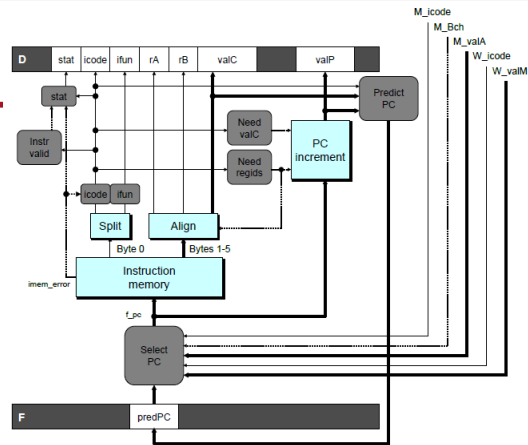 M_icode
M_Bch
M_valA
W_icode
W_valM
D
stat
icode
ifun
rA
rB
valC
valP
stat
Predict
PC
Instr
valid
Need
valC
PC
increment
Need
regids
icode
ifun
Split
Align
Byte 0
Bytes 1-5
Instruction
memory
imem_error
f_pc
Select
PC
F
predPC